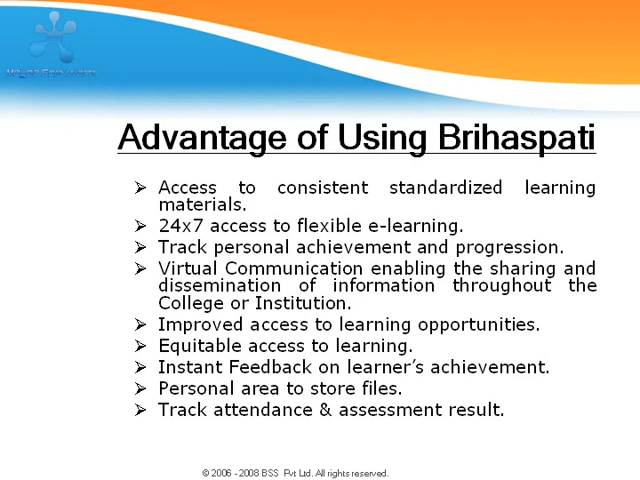 Advantage of Using Brihaspati
Access to consistent standardized learning
materials.
24x7 access to flexible e-learning.
Track personal achievement and progression.
Virtual Communication enabling the sharing and
dissemination of information throughout the
College or Institution.
Improved access to learning opportunities.
Equitable access to learning.
Instant Feedback on learner's achievement.
Personal area to store files.
Track attendance & assessment result.
© 2006 -2008 BSS Pvt Ltd. All rights reserved.